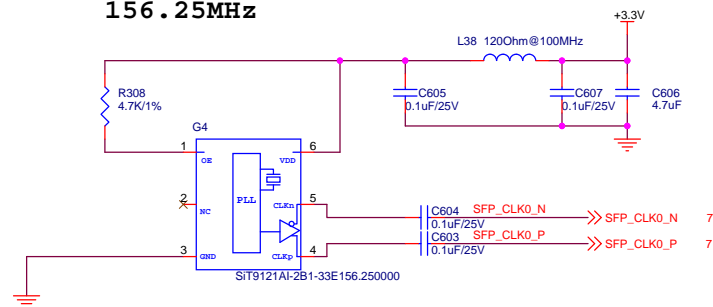 156.25MHz
+3.3V
L38 120Ohm@100MHz
R308
4.7K/1%
C605
0.1uF/25V
C607
0.1uF/25V
C606
4.7uF
G4
1
OE
VDD
6
2
NC
PLL
CLKn
5
3
GND
CLKp
4
SiT9121AI-2B1-33E156.250000
C604
0.1uF/25V
SFP_CLK0_N
SFP_CLK0_N 7
C603
0.1uF/25V
SFP_CLK0_P
SFP_CLK0_P 7